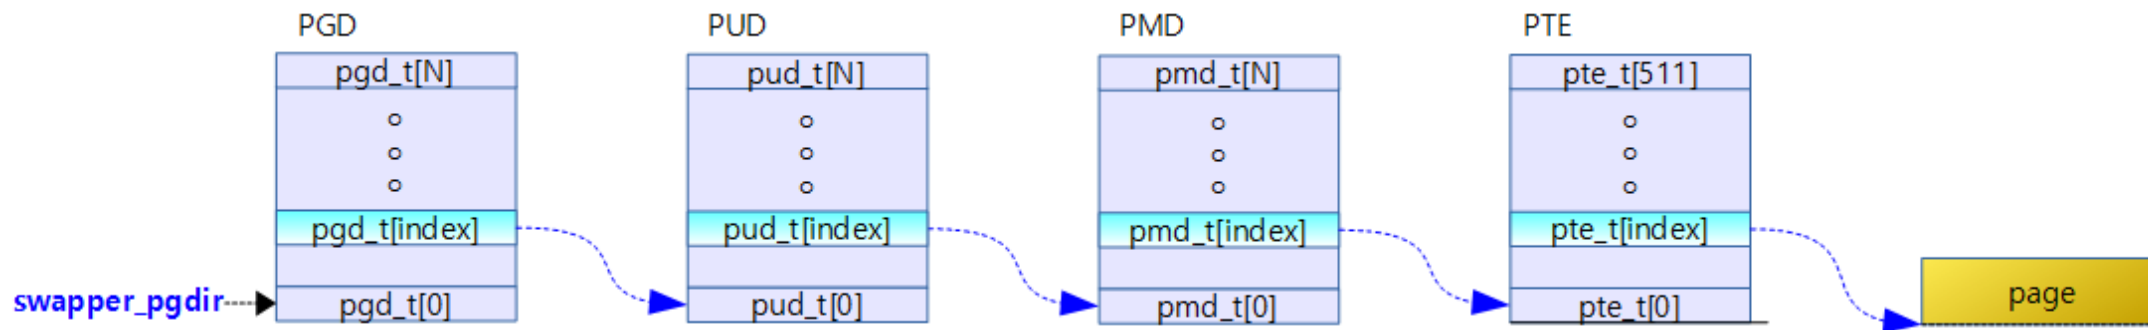 PGD PUD PMD PTE
pgd_t[N] pud_t[N] pmd_t[N] pte_t[511]
pgd_t[index] pud_t[index] pmd_t[index] pte_t[index]
swapper_pgdir pgd_t[0] pud_t[0] pmd_t[0] pte_t[0] page